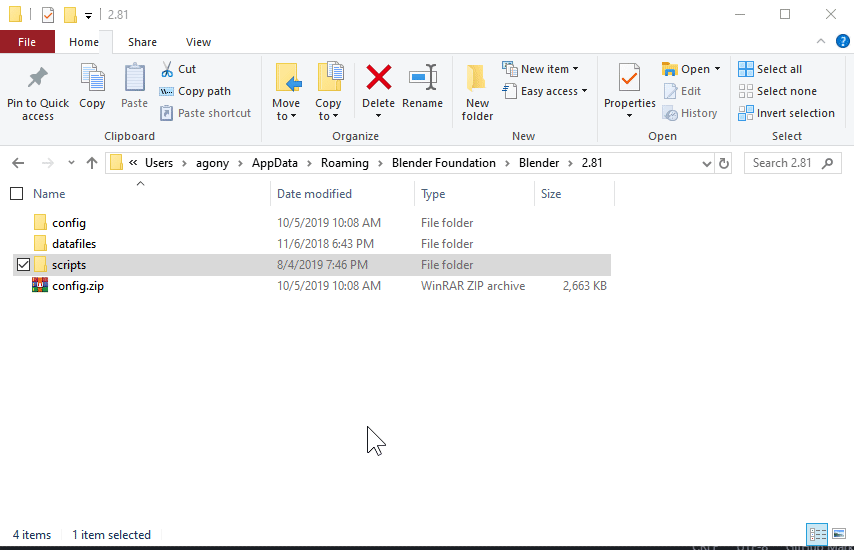 2.81
File Home Share View
Pin to Quick access
Copy
Paste
Cut
Copy path
Paste shortcut
Clipboard
Move to
Copy to
Delete
Rename
Organize
New folder
New item
Easy access
New
Properties
Open
Edit
History
Open
Select all
Select none
Invert selection
Select
« Users > agony > AppData > Roaming > Blender Foundation > Blender > 2.81
Search 2.81
Name Date modified Type Size
config 10/5/2019 10:08 AM File folder
datafiles 11/6/2018 6:43 PM File folder
scripts 8/4/2019 7:46 PM File folder
config.zip 10/5/2019 10:08 AM WinRAR ZIP archive 2,663 KB
4 items 1 item selected